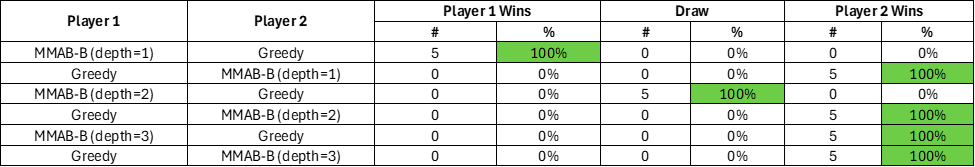 Player 1 Player 2 Player 1 Wins Draw Player 2 Wins
# % # % # %
MMAB-B (depth=1) Greedy 5 100% 0 0% 0 0%
Greedy MMAB-B (depth=1) 0 0% 0 0% 5 100%
MMAB-B (depth=2) Greedy 0 0% 5 100% 0 0%
Greedy MMAB-B (depth=2) 0 0% 0 0% 5 100%
MMAB-B (depth=3) Greedy 0 0% 0 0% 5 100%
Greedy MMAB-B (depth=3) 0 0% 0 0% 5 100%